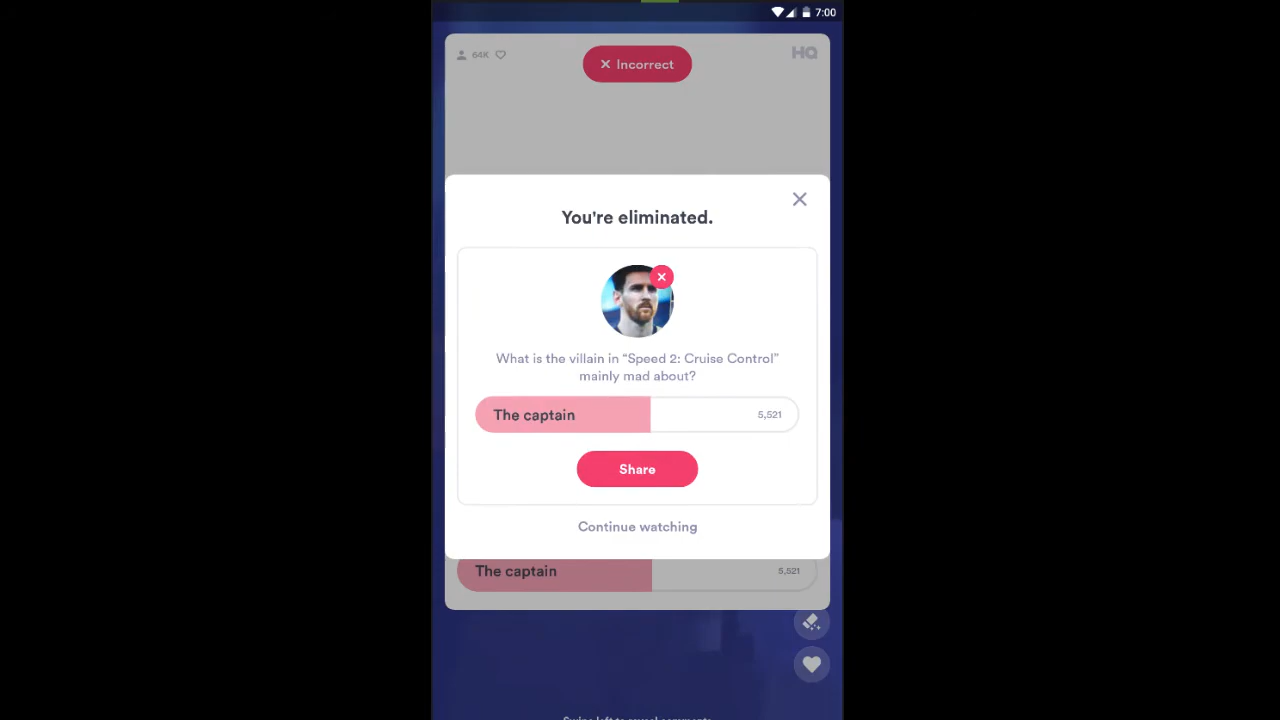 7:00
64K
Incorrect
HQ
You're eliminated.
What is the villain in “Speed 2: Cruise Control”
mainly mad about?
The captain 5,521
Share
Continue watching
The captain 5,521